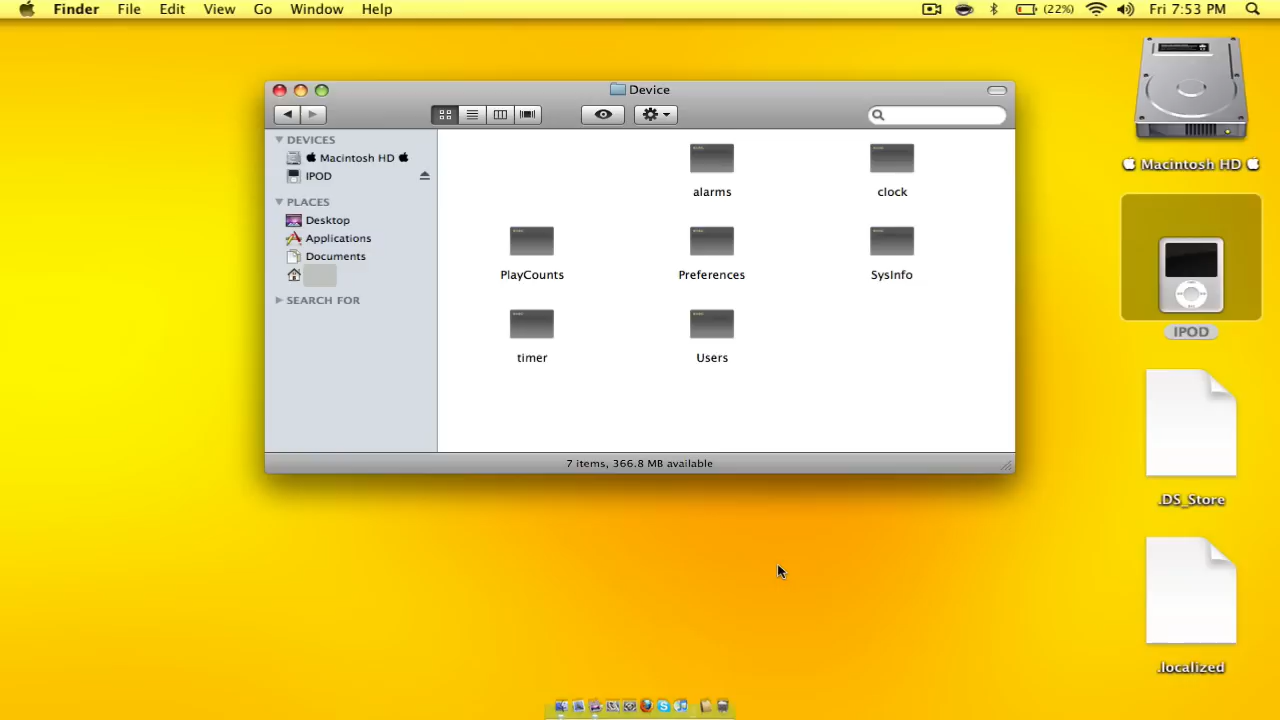 Finder File Edit View Go Window Help (22%) Fri 7:53 PM
Device
DEVICES
Macintosh HD
IPOD
PLACES
Desktop
Applications
Documents
SEARCH FOR
alarms clock
PlayCounts Preferences SysInfo
timer Users
7 items, 366.8 MB available
Macintosh HD
IPOD
.DS_Store
.localized